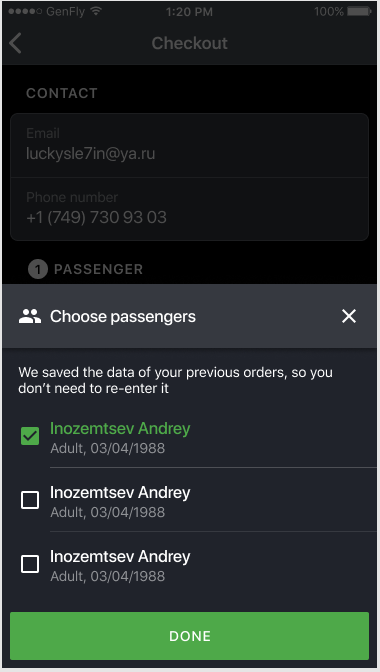 GenFly 1:20 PM 100%
Checkout
CONTACT
Email
luckysle7in@ya.ru
Phone number
+1 (749) 730 93 03
1 PASSENGER
Choose passengers
We saved the data of your previous orders, so you
don't need to re-enter it
Inozemtsev Andrey
Adult, 03/04/1988
Inozemtsev Andrey
Adult, 03/04/1988
Inozemtsev Andrey
Adult, 03/04/1988
DONE